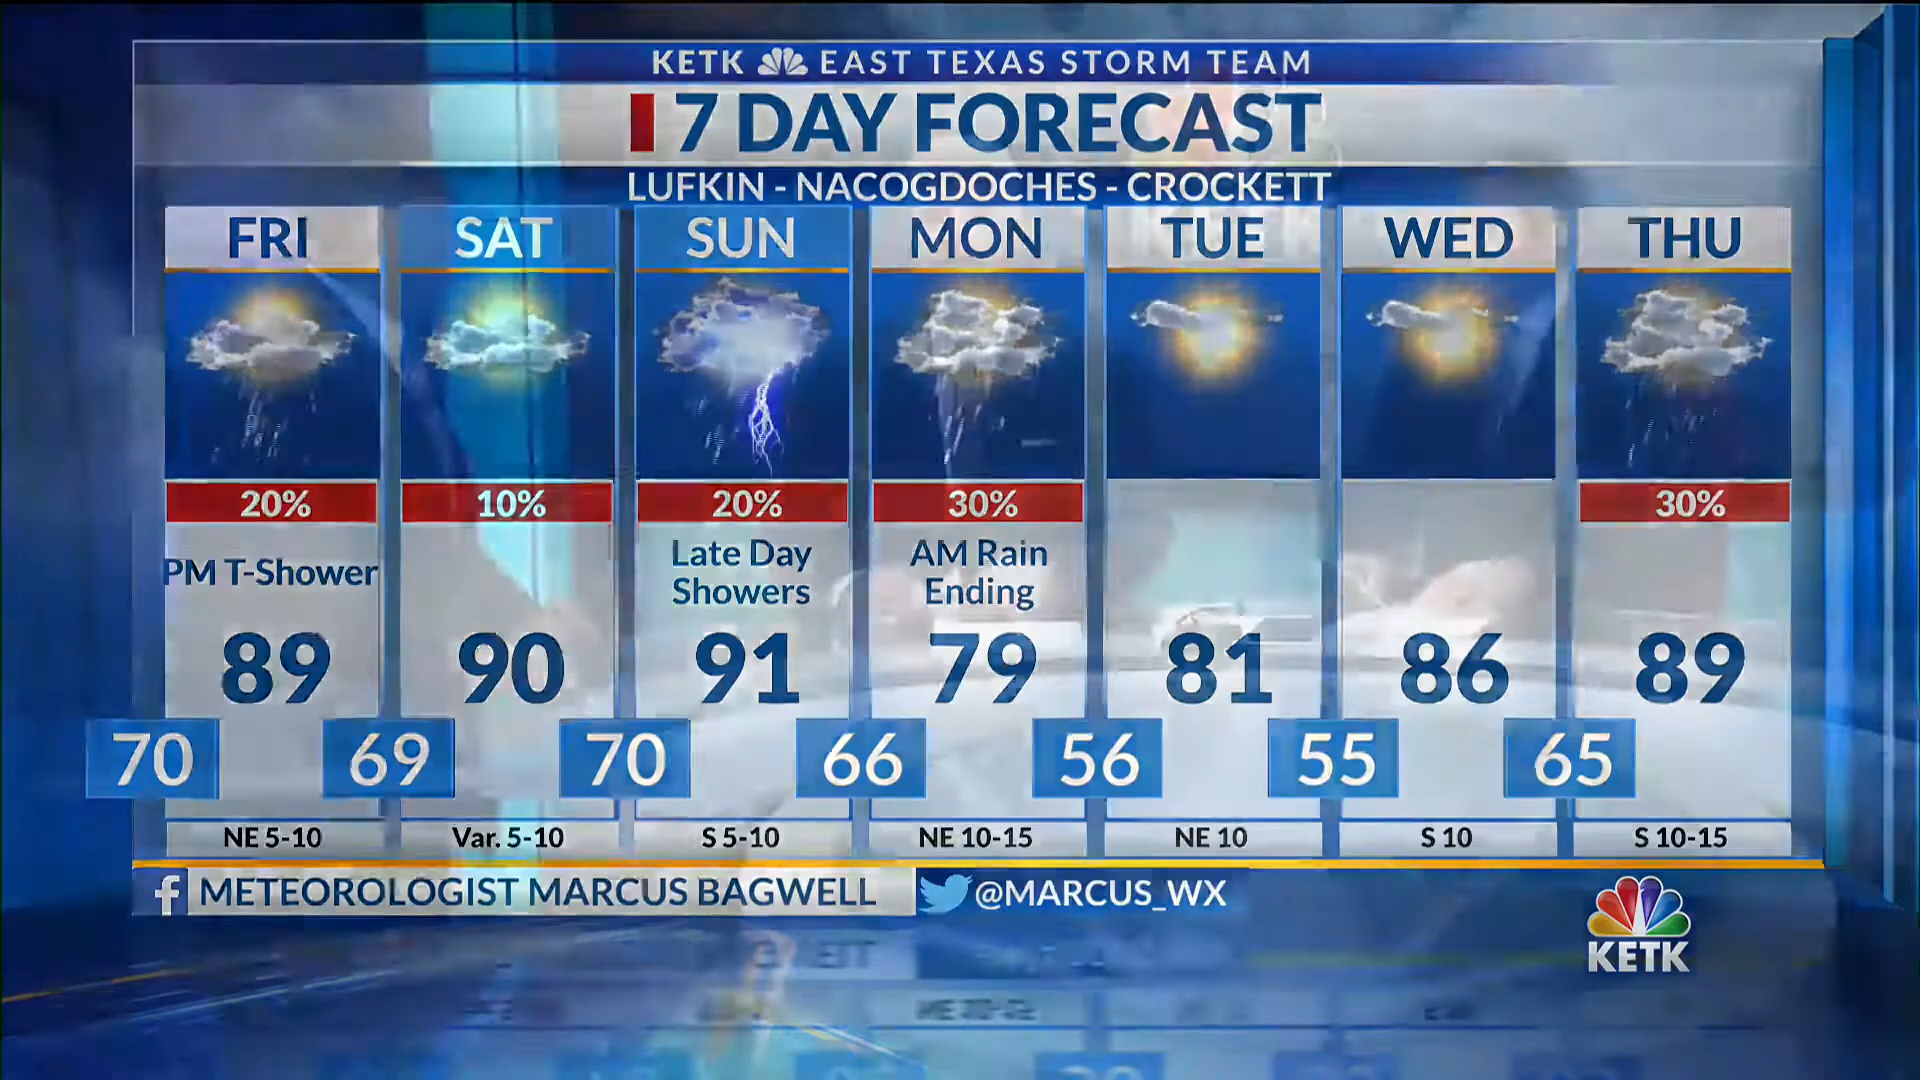 KETK EAST TEXAS STORM TEAM
7 DAY FORECAST
LUFKIN - NACOGDOCHES - CROCKETT
FRI SAT SUN MON TUE WED THU
20% 10% 20% 30% 30%
PM T-Shower
Late Day
Showers
AM Rain
Ending
89 90 91 79 81 86 89
70 69 70 66 56 55 65
NE 5-10 Var. 5-10 S 5-10 NE 10-15 NE 10 S 10 S 10-15
f METEOROLOGIST MARCUS BAGWELL @MARCUS_WX
KETK